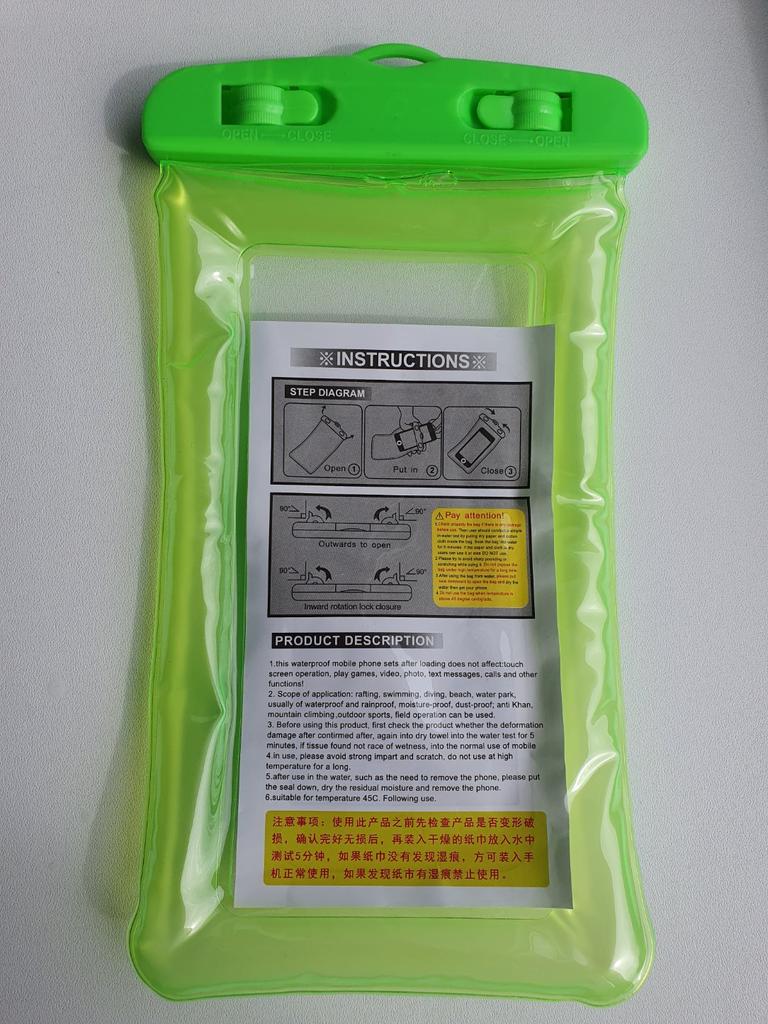 OPEN ← CLOSE
CLOSE → OPEN
※INSTRUCTIONS※
STEP DIAGRAM
Open 1
Put in 2
Close 3
90° 90°
Outwards to open
90° 90°
Inward rotation lock closure
Pay attention!
PRODUCT DESCRIPTION
1.this waterproof mobile phone sets after loading does not affect:touch
screen operation, play games, video, photo, text messages, calls and other
functions!
2. Scope of application: rafting, swimming, diving, beach, water park,
usually of waterproof and rainproof, moisture-proof, dust-proof; anti Khan,
mountain climbing ,outdoor sports, field operation can be used.
3. Before using this product, first check the product whether the deformation
damage after confirmed after, again into dry towel into the water test for 5
minutes, if tissue found not race of wetness, into the normal use of mobile
4.in use, please avoid strong impart and scratch, do not use at high
temperature for a long.
5.after use in the water, such as the need to remove the phone, please put
the seal down, dry the residual moisture and remove the phone.
6.suitable for temperature 45C. Following use.
注意事项：使用此产品之前先检查产品是否变形破
损，确认完好无损后，再装入干燥的纸巾放入水中
测试5分钟，如果纸巾没有发现湿痕，方可装入手
机正常使用，如果发现纸市有湿痕禁止使用。